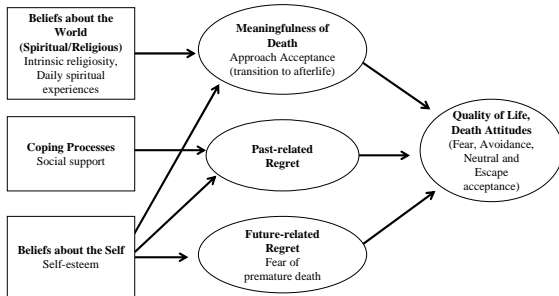 Beliefs about the
World
(Spiritual/Religious)
Intrinsic religiosity,
Daily spiritual
experiences
Meaningfulness of
Death
Approach Acceptance
(transition to afterlife)
Coping Processes
Social support
Past-related
Regret
Quality of Life,
Death Attitudes
(Fear, Avoidance,
Neutral and
Escape
acceptance)
Beliefs about the Self
Self-esteem
Future-related
Regret
Fear of
premature death